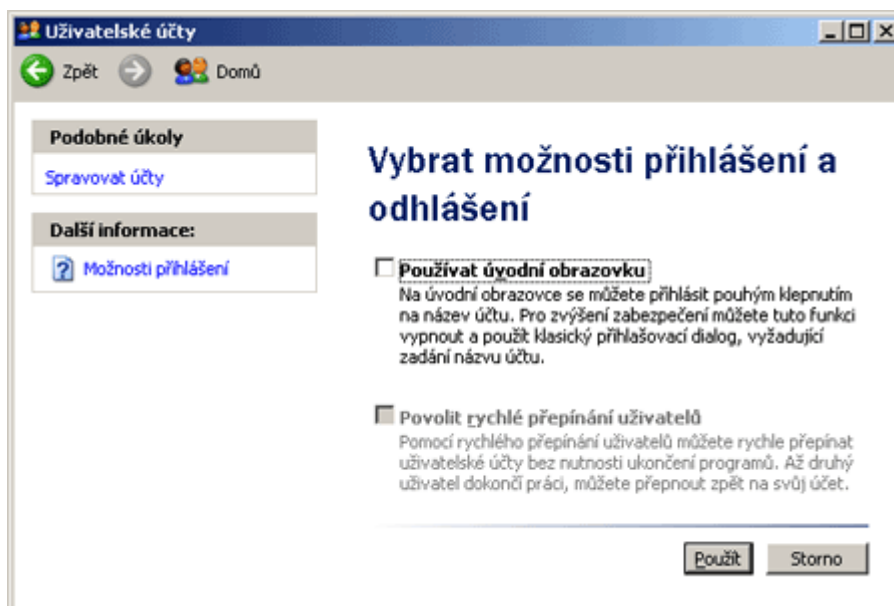 Uživatelské účty
Zpět
Domů
Podobné úkoly
Spravovat účty
Další informace:
Možnosti přihlášení
Vybrat možnosti přihlášení a
odhlášení
Používat úvodní obrazovku
Na úvodní obrazovce se můžete přihlásit pouhým klepnutím
na název účtu. Pro zvýšení zabezpečení můžete tuto funkci
vypnout a použít klasický přihlašovací dialog, vyžadující
zadání názvu účtu.
Povolit rychlé přepínání uživatelů
Pomocí rychlého přepínání uživatelů můžete rychle přepínat
uživatelské účty bez nutnosti ukončení programů. Až druhý
uživatel dokončí práci, můžete přepnout zpět na svůj účet.
Použít
Storno